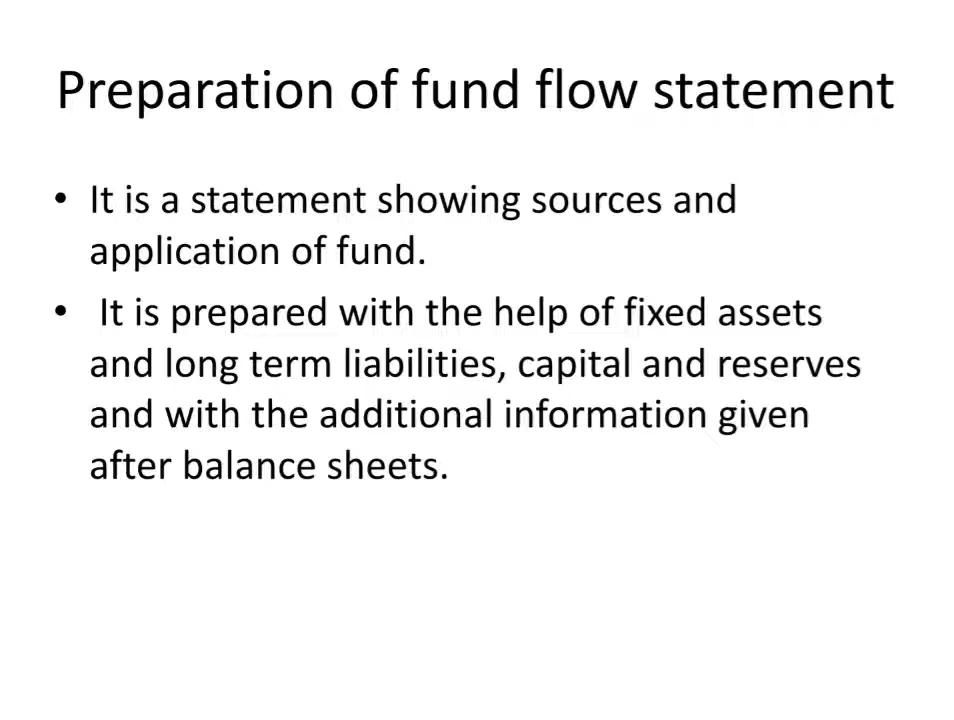 Preparation of fund flow statement
• It is a statement showing sources and
application of fund.
• It is prepared with the help of fixed assets
and long term liabilities, capital and reserves
and with the additional information given
after balance sheets.